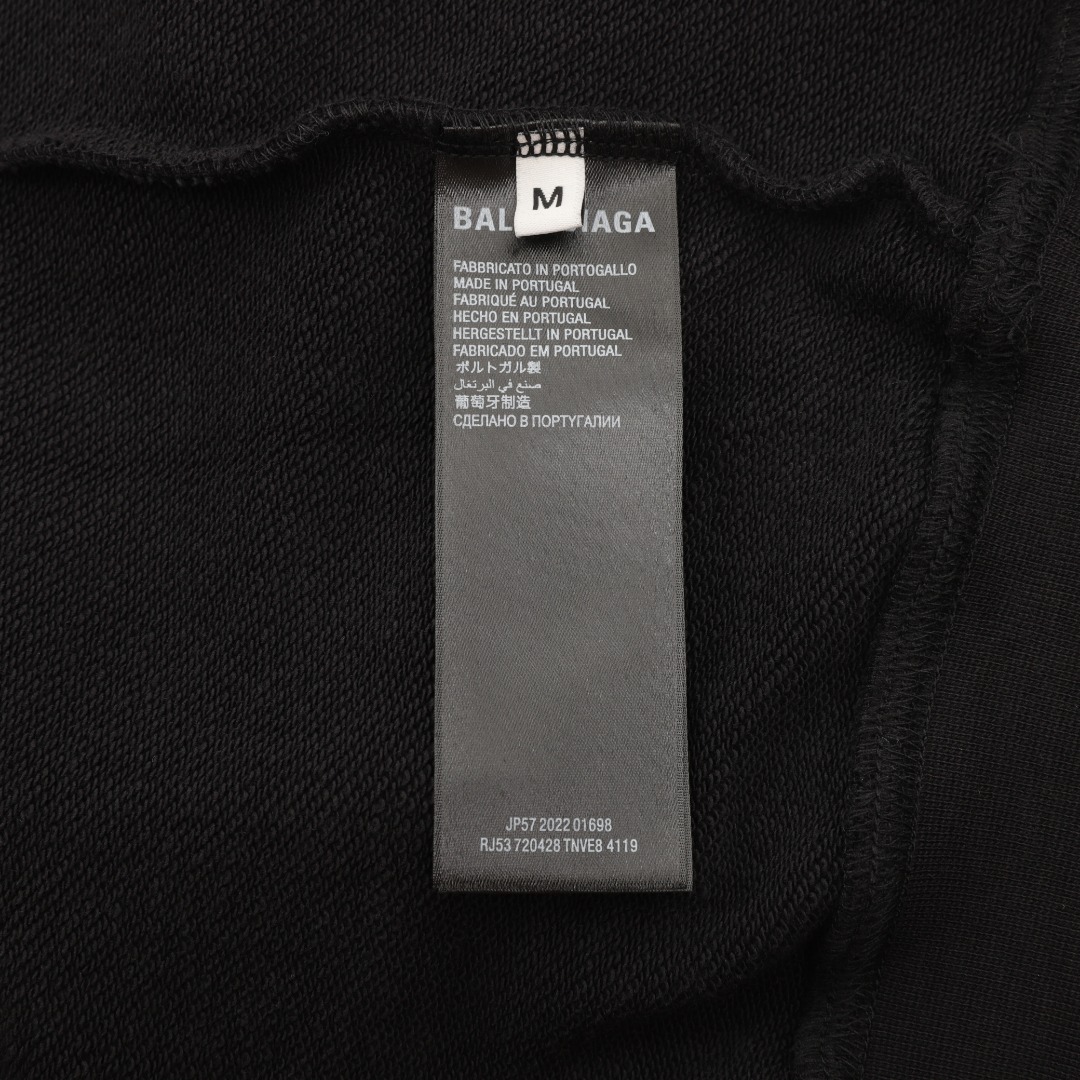 M
BAL NAGA
FABBRICATO IN PORTOGALLO
MADE IN PORTUGAL
FABRIQUÉ AU PORTUGAL
HECHO EN PORTUGAL
HERGESTELLT IN PORTUGAL
FABRICADO EM PORTUGAL
ポルトガル製
صنع في البرتغال
葡萄牙制造
СДЕЛАНО В ПОРТУГАЛИИ
JP57 2022 01698
RJ53 720428 TNVE8 4119